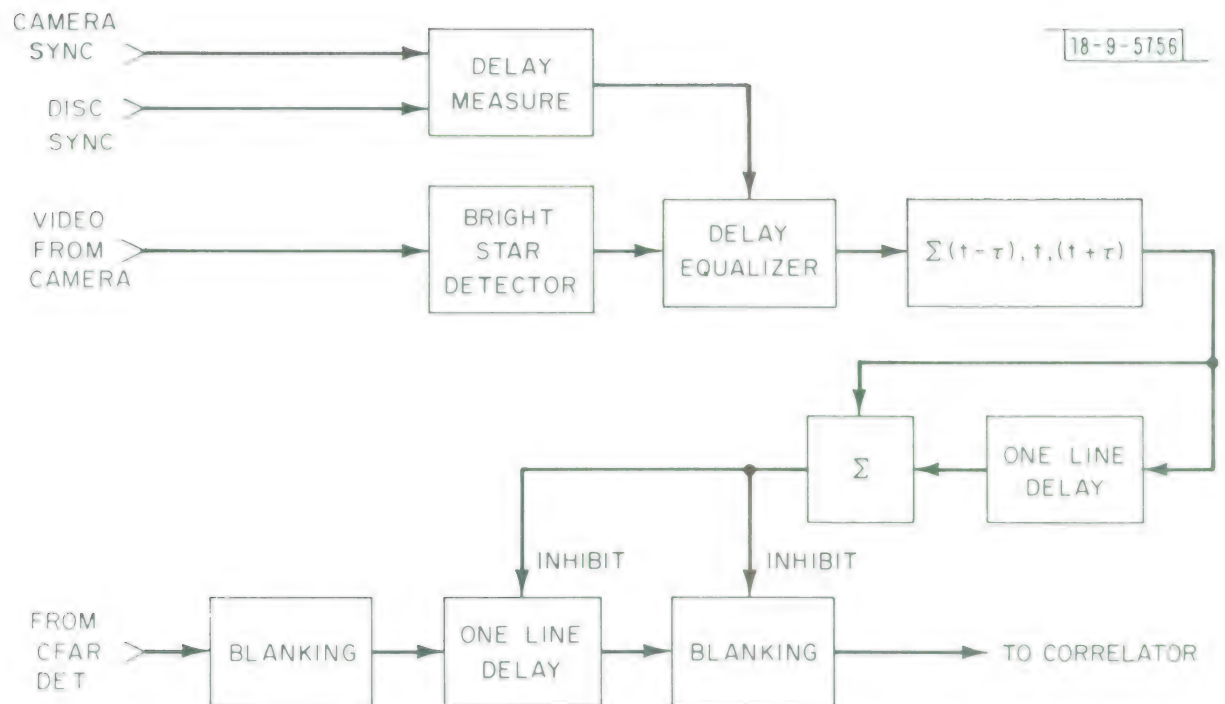 CAMERA
SYNC
18-9-5756
DELAY
MEASURE
DISC
SYNC
VIDEO
FROM
CAMERA
BRIGHT
STAR
DETECTOR
DELAY
EQUALIZER
Σ(t-τ), t, (t+τ)
Σ
ONE LINE
DELAY
INHIBIT
INHIBIT
FROM
CFAR
DET
BLANKING
ONE LINE
DELAY
BLANKING
TO CORRELATOR